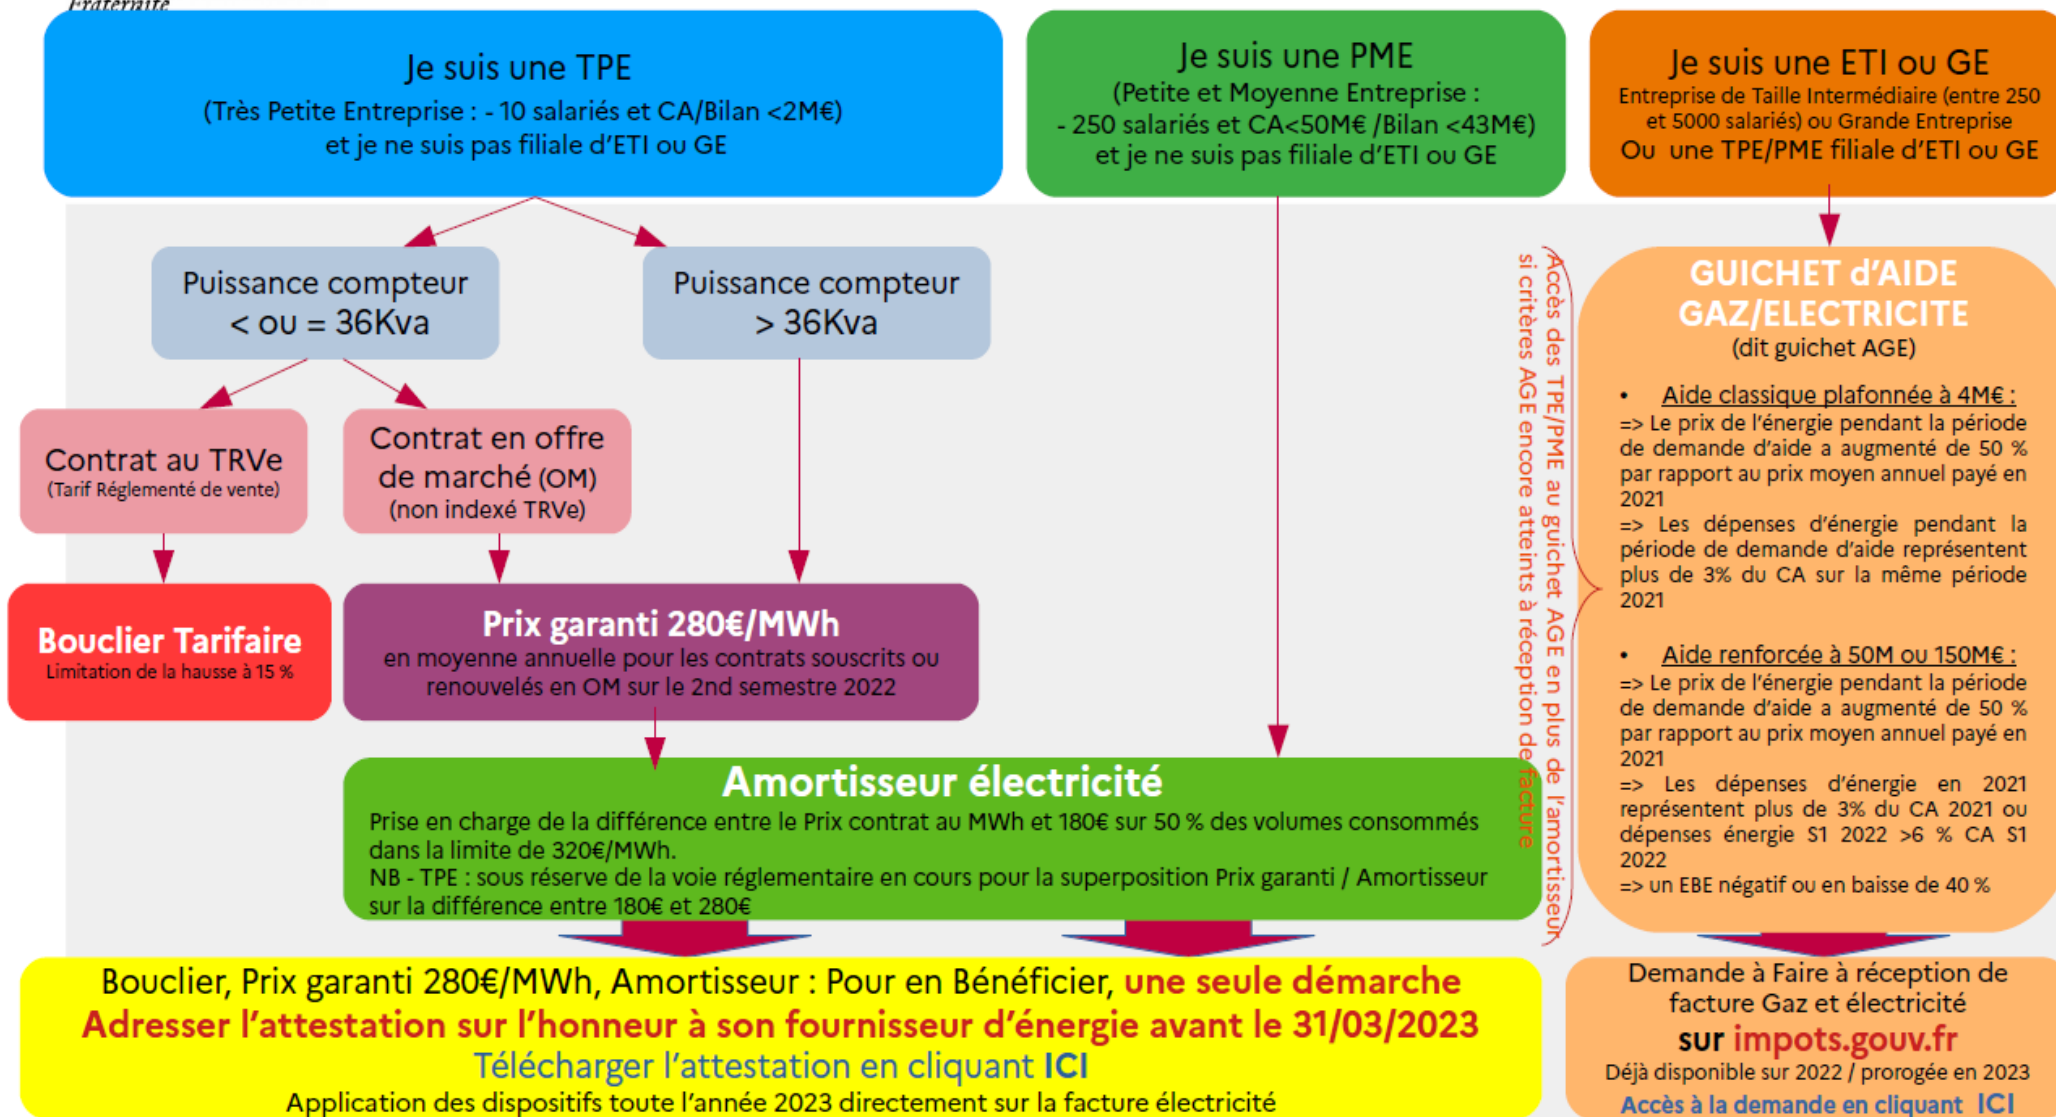 Fraternité
Je suis une TPE
(Très Petite Entreprise : - 10 salariés et CA/Bilan <2M€)
et je ne suis pas filiale d'ETI ou GE
Je suis une PME
(Petite et Moyenne Entreprise :
- 250 salariés et CA<50M€ /Bilan <43M€)
et je ne suis pas filiale d'ETI ou GE
Je suis une ETI ou GE
Entreprise de Taille Intermédiaire (entre 250
et 5000 salariés) ou Grande Entreprise
Ou une TPE/PME filiale d'ETI ou GE
Puissance compteur
< ou = 36Kva
Puissance compteur
> 36Kva
Contrat au TRVe
(Tarif Réglementé de vente)
Contrat en offre
de marché (OM)
(non indexé TRVe)
Bouclier Tarifaire
Limitation de la hausse à 15 %
Prix garanti 280€/MWh
en moyenne annuelle pour les contrats souscrits ou
renouvelés en OM sur le 2nd semestre 2022
Amortisseur électricité
Prise en charge de la différence entre le Prix contrat au MWh et 180€ sur 50 % des volumes consommés
dans la limite de 320€/MWh.
NB - TPE : sous réserve de la voie réglementaire en cours pour la superposition Prix garanti / Amortisseur
sur la différence entre 180€ et 280€
Accès des TPE/PME au guichet AGE en plus de l'amortisseur
si critères AGE encore atteints à réception de facture
GUICHET d'AIDE
GAZ/ELECTRICITE
(dit guichet AGE)
• Aide classique plafonnée à 4M€ :
=> Le prix de l'énergie pendant la période
de demande d'aide a augmenté de 50 %
par rapport au prix moyen annuel payé en
2021
=> Les dépenses d'énergie pendant la
période de demande d'aide représentent
plus de 3% du CA sur la même période
2021
• Aide renforcée à 50M ou 150M€ :
=> Le prix de l'énergie pendant la période
de demande d'aide a augmenté de 50 %
par rapport au prix moyen annuel payé en
2021
=> Les dépenses d'énergie en 2021
représentent plus de 3% du CA 2021 ou
dépenses énergie S1 2022 >6 % CA S1
2022
=> un EBE négatif ou en baisse de 40 %
Bouclier, Prix garanti 280€/MWh, Amortisseur : Pour en Bénéficier, une seule démarche
Adresser l'attestation sur l'honneur à son fournisseur d'énergie avant le 31/03/2023
Télécharger l'attestation en cliquant ICI
Application des dispositifs toute l'année 2023 directement sur la facture électricité
Demande à Faire à réception de
facture Gaz et électricité
sur impots.gouv.fr
Déjà disponible sur 2022 / prorogée en 2023
Accès à la demande en cliquant ICI